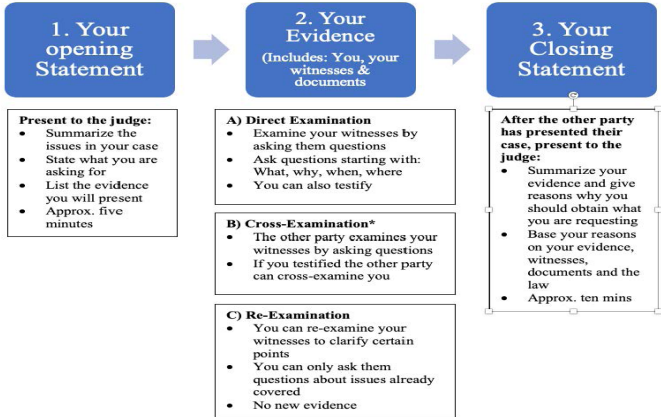 1. Your
opening
Statement
2. Your
Evidence
(Includes: You, your
witnesses &
documents
3. Your
Closing
Statement
Present to the judge:
• Summarize the
issues in your case
• State what you are
asking for
• List the evidence
you will present
• Approx. five
minutes
A) Direct Examination
• Examine your witnesses by
asking them questions
• Ask questions starting with:
What, why, when, where
• You can also testify
B) Cross-Examination*
• The other party examines your
witnesses by asking questions
• If you testified the other party
can cross-examine you
C) Re-Examination
• You can re-examine your
witnesses to clarify certain
points
• You can only ask them
questions about issues already
covered
• No new evidence
After the other party
has presented their
case, present to the
judge:
• Summarize your
evidence and give
reasons why you
should obtain what
you are requesting
• Base your reasons
on your evidence,
witnesses,
documents and the
law
• Approx. ten mins